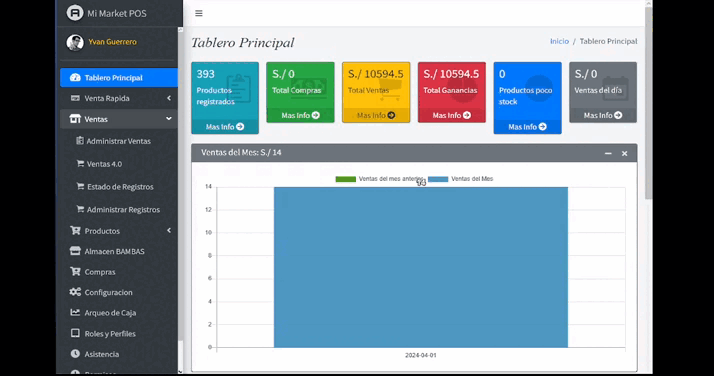 Mi Market POS
Yvan Guerrero
Tablero Principal
Venta Rapida
Ventas
Administrar Ventas
Ventas 4.0
Estado de Registros
Administrar Registros
Productos
Almacen BAMBAS
Compras
Configuracion
Arqueo de Caja
Roles y Perfiles
Asistencia
Tablero Principal
Inicio / Tablero Principal
393
Productos registrados
Mas Info
S./ 0
Total Compras
Mas Info
S./ 10594.5
Total Ventas
Mas Info
S./ 10594.5
Total Ganancias
Mas Info
0
Productos poco stock
Mas Info
S./ 0
Ventas del día
Mas Info
Ventas del Mes: S./ 14
Ventas del mes anterior
Ventas del Mes
14
12
10
8
6
4
2
0
2024-04-01